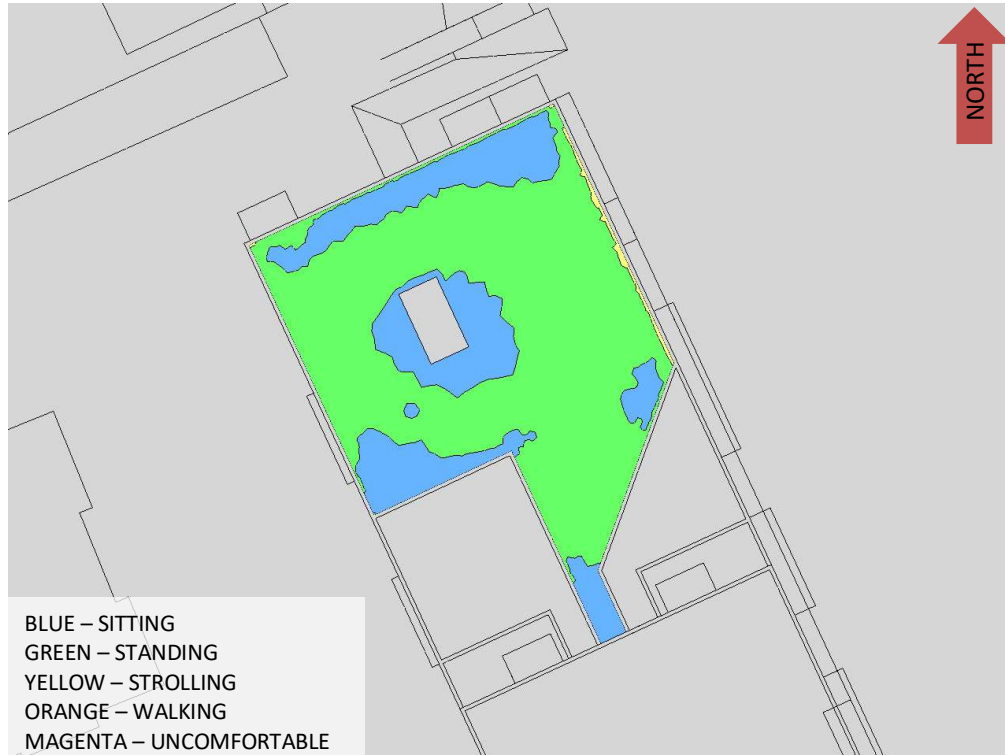 NORTH
BLUE – SITTING
GREEN – STANDING
YELLOW – STROLLING
ORANGE – WALKING
MAGENTA – UNCOMFORTABLE